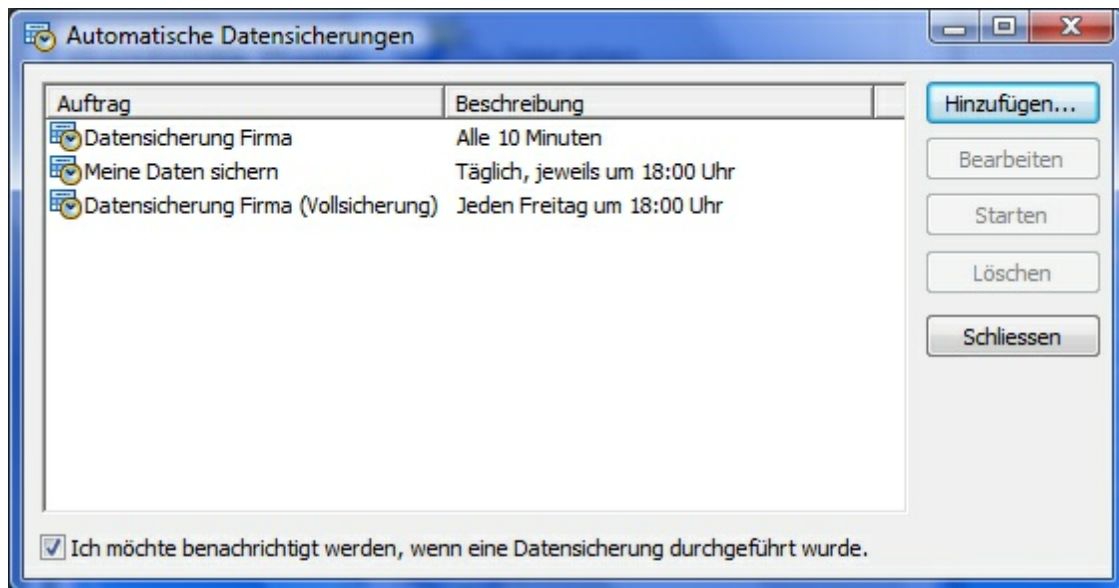 Automatische Datensicherungen
Auftrag Beschreibung
Datensicherung Firma Alle 10 Minuten
Meine Daten sichern Täglich, jeweils um 18:00 Uhr
Datensicherung Firma (Vollsicherung) Jeden Freitag um 18:00 Uhr
Hinzufügen...
Bearbeiten
Starten
Löschen
Schliessen
Ich möchte benachrichtigt werden, wenn eine Datensicherung durchgeführt wurde.